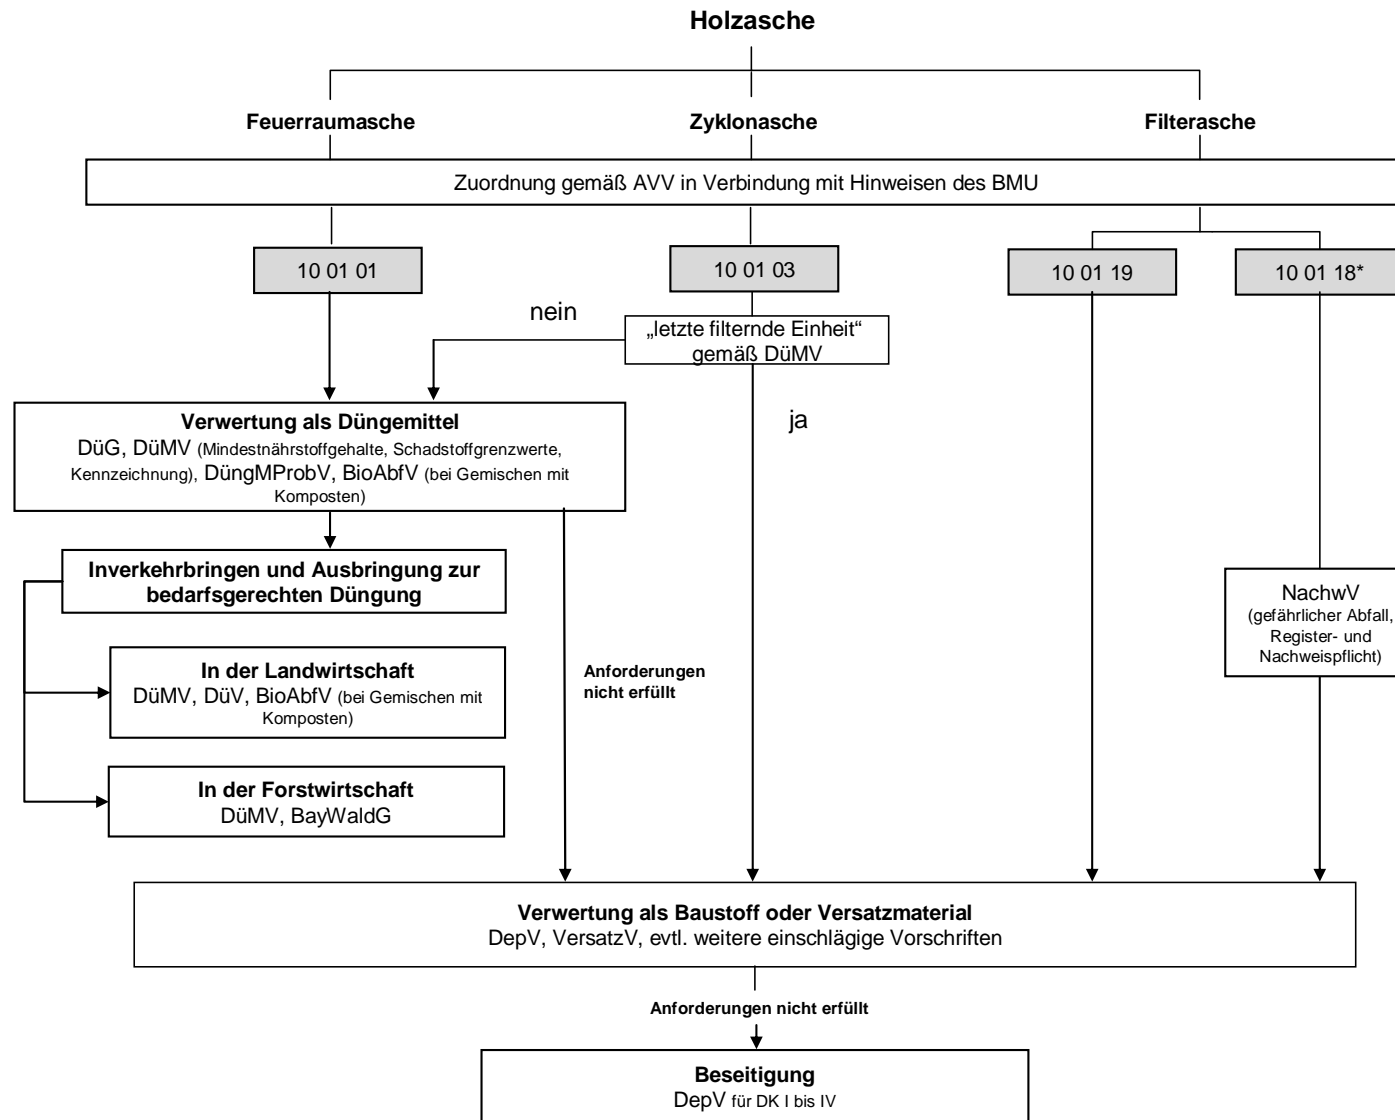 Holzasche
Feuerraumasche
Zyklonasche
Filterasche
Zuordnung gemäß AVV in Verbindung mit Hinweisen des BMU
10 01 01
10 01 03
10 01 19
10 01 18*
nein
„letzte filternde Einheit“
gemäß DüMV
ja
Verwertung als Düngemittel
DüG, DüMV (Mindestnährstoffgehalte, Schadstoffgrenzwerte,
Kennzeichnung), DüngMProbV, BioAbfV (bei Gemischen mit
Komposten)
Inverkehrbringen und Ausbringung zur
bedarfsgerechten Düngung
NachwV
(gefährlicher Abfall,
Register- und
Nachweispflicht)
In der Landwirtschaft
DüMV, DüV, BioAbfV (bei Gemischen mit
Komposten)
Anforderungen
nicht erfüllt
In der Forstwirtschaft
DüMV, BayWaldG
Verwertung als Baustoff oder Versatzmaterial
DepV, VersatzV, evtl. weitere einschlägige Vorschriften
Anforderungen nicht erfüllt
Beseitigung
DepV für DK I bis IV